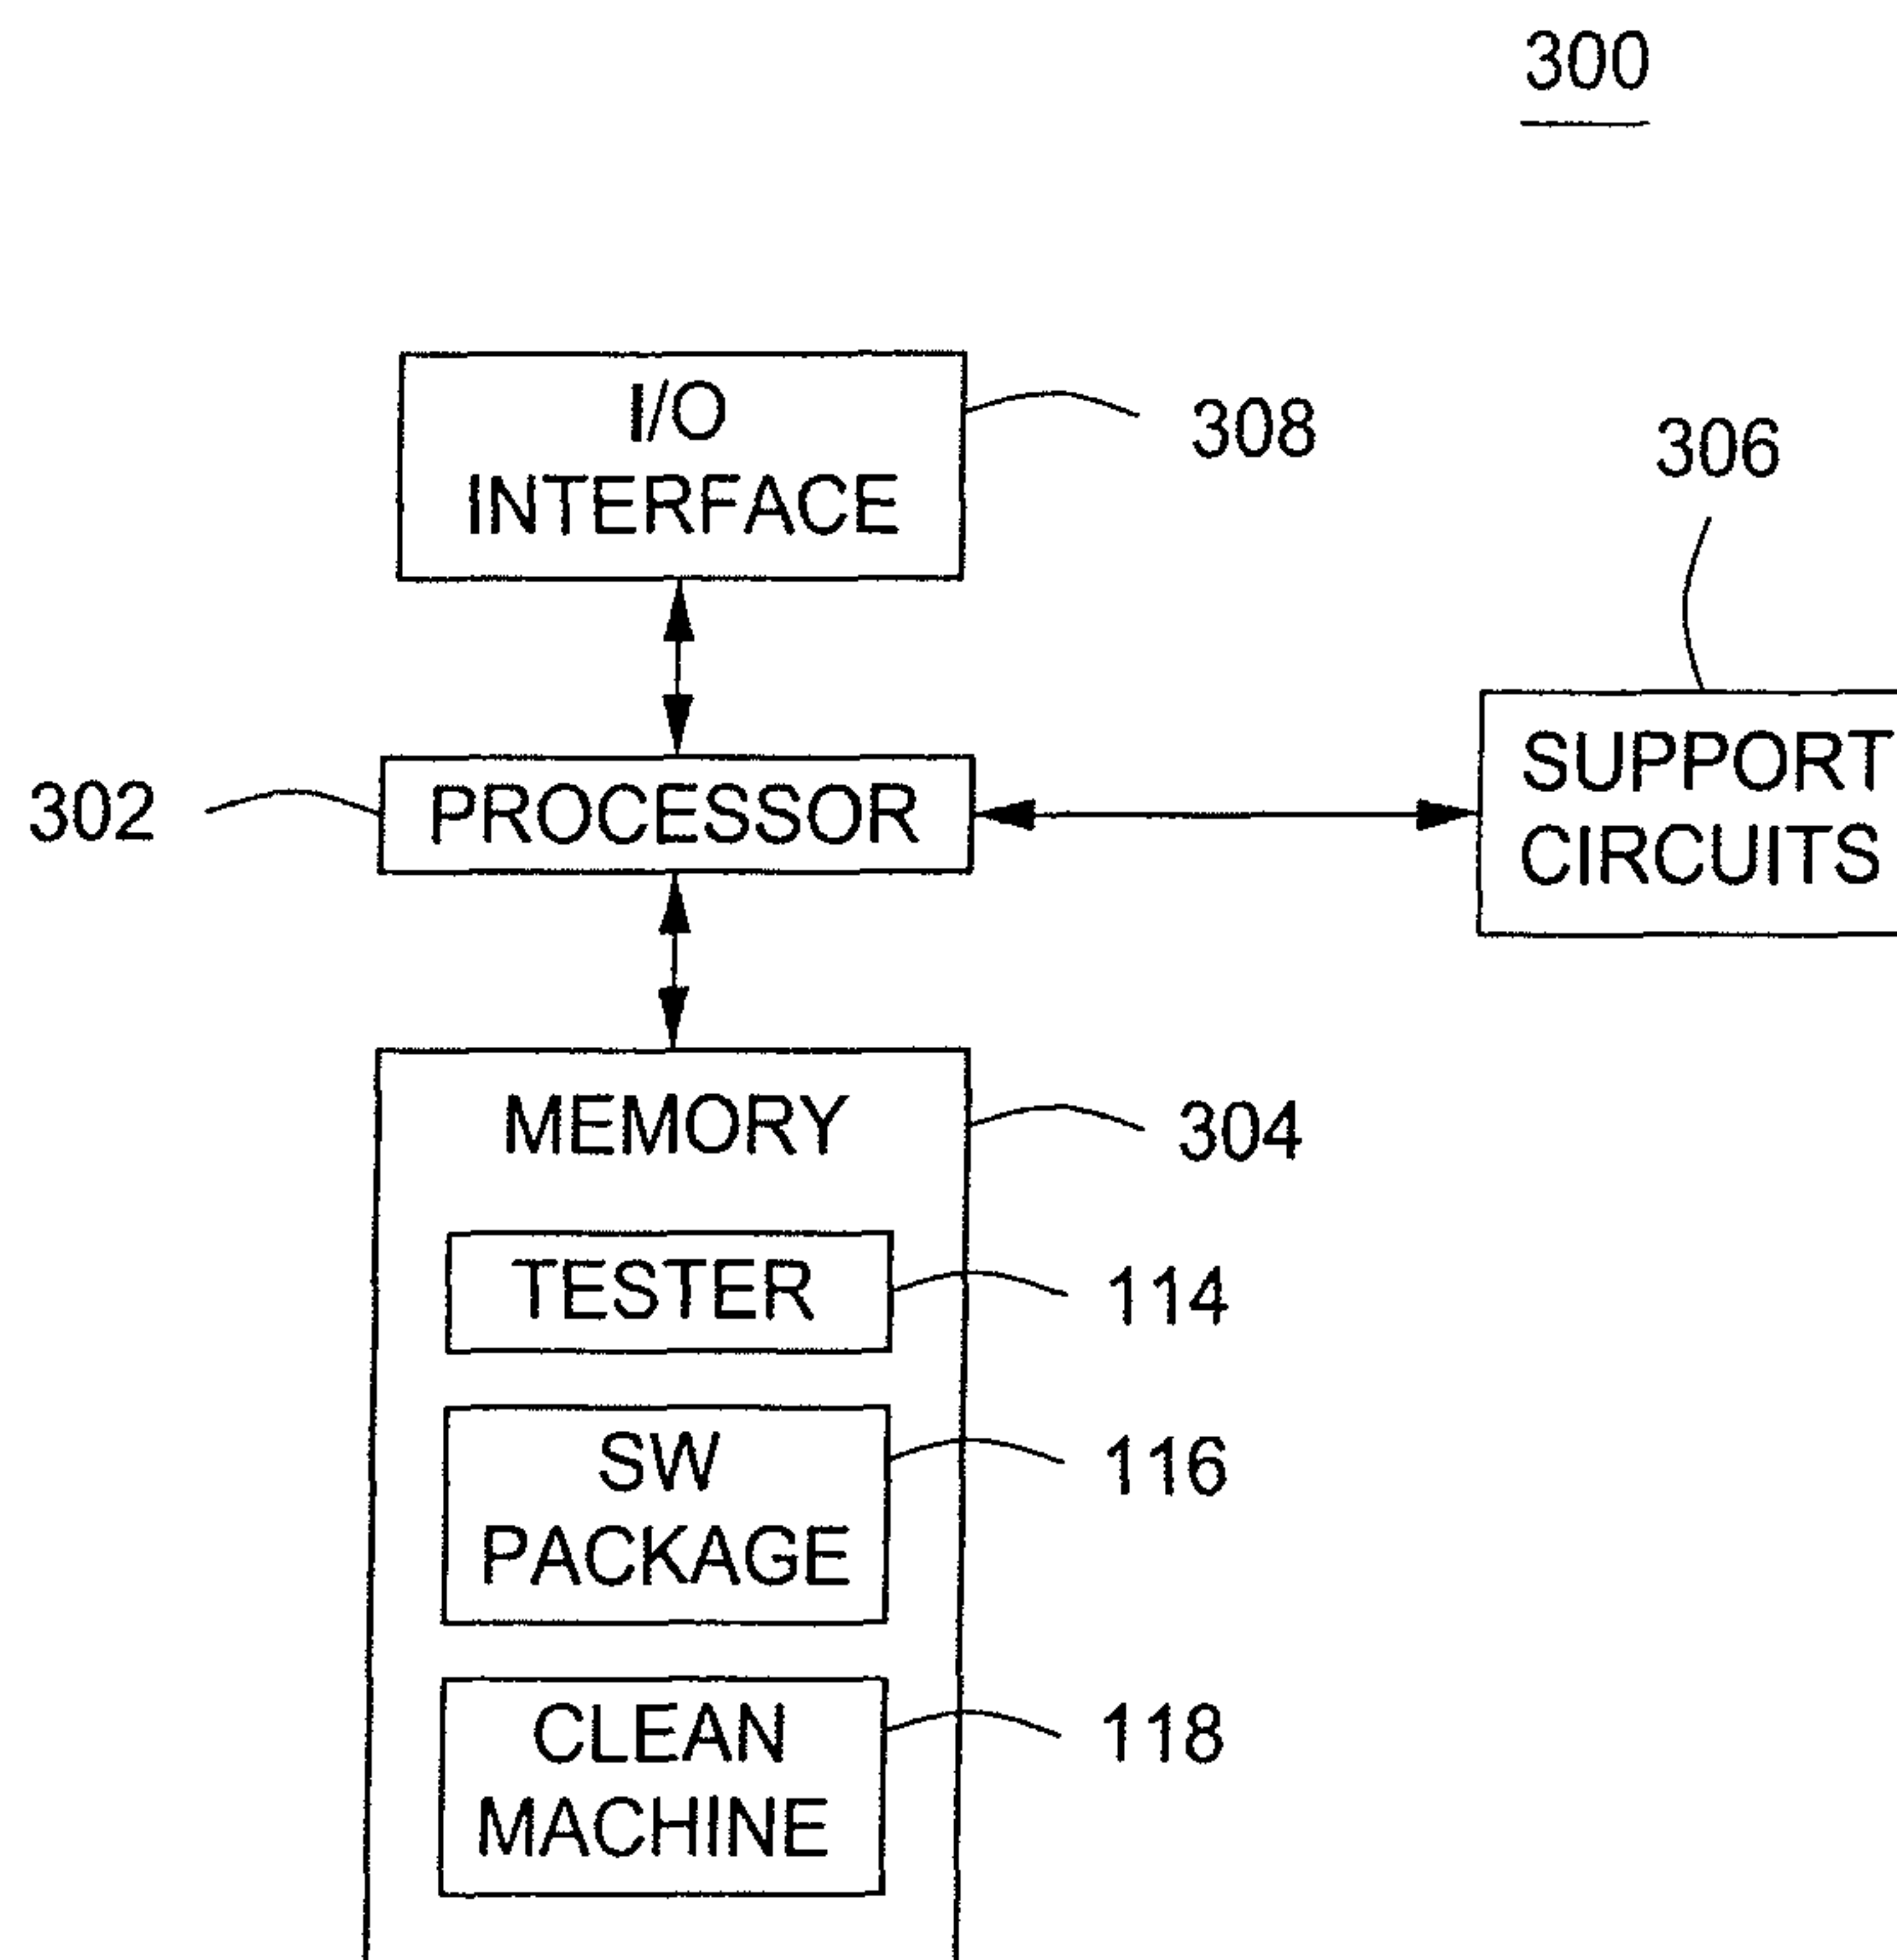 300
I/O
INTERFACE
308
306
302
PROCESSOR
SUPPORT
CIRCUITS
MEMORY
304
TESTER
114
SW
PACKAGE
116
CLEAN
MACHINE
118